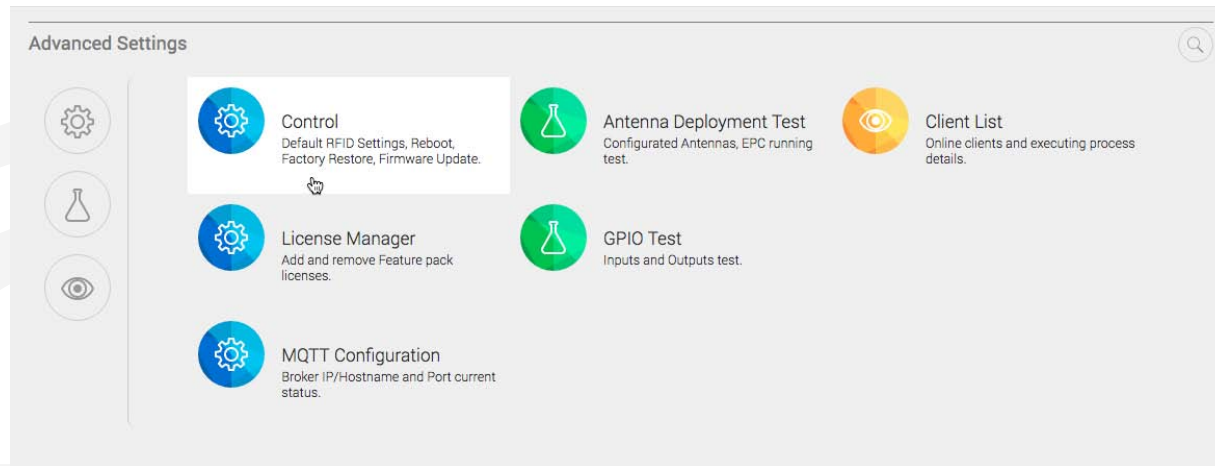 Advanced Settings
Control
Default RFID Settings, Reboot,
Factory Restore, Firmware Update.
Antenna Deployment Test
Configurated Antennas, EPC running
test.
Client List
Online clients and executing process
details.
License Manager
Add and remove Feature pack
licenses.
GPIO Test
Inputs and Outputs test.
MQTT Configuration
Broker IP/Hostname and Port current
status.